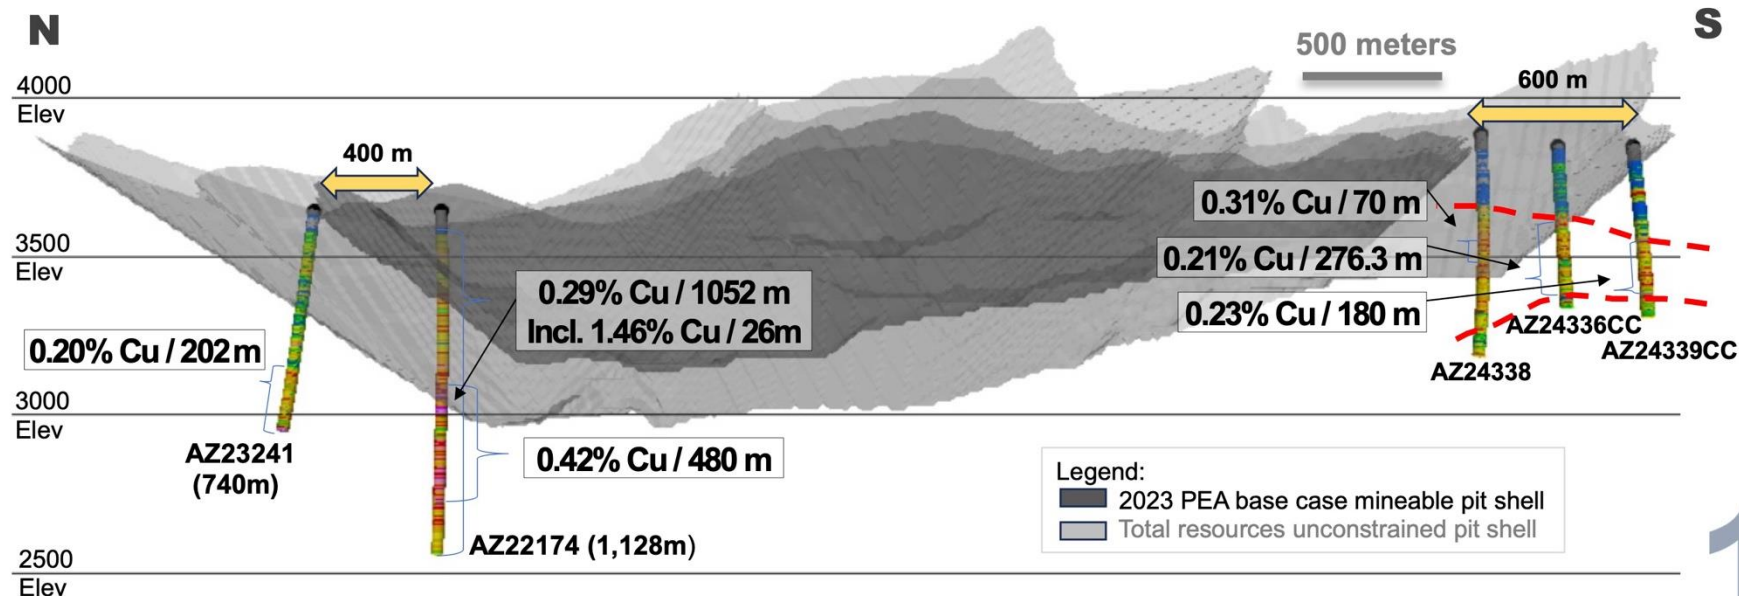 N
S
500 meters
4000
Elev
600 m
400 m
0.31% Cu / 70 m
3500
Elev
0.21% Cu / 276.3 m
0.29% Cu / 1052 m
Incl. 1.46% Cu / 26m
0.23% Cu / 180 m
0.20% Cu / 202 m
AZ24336CC
AZ24339CC
AZ24338
3000
Elev
AZ23241
(740m)
0.42% Cu / 480 m
Legend:
2023 PEA base case mineable pit shell
Total resources unconstrained pit shell
AZ22174 (1,128m)
2500
Elev
1